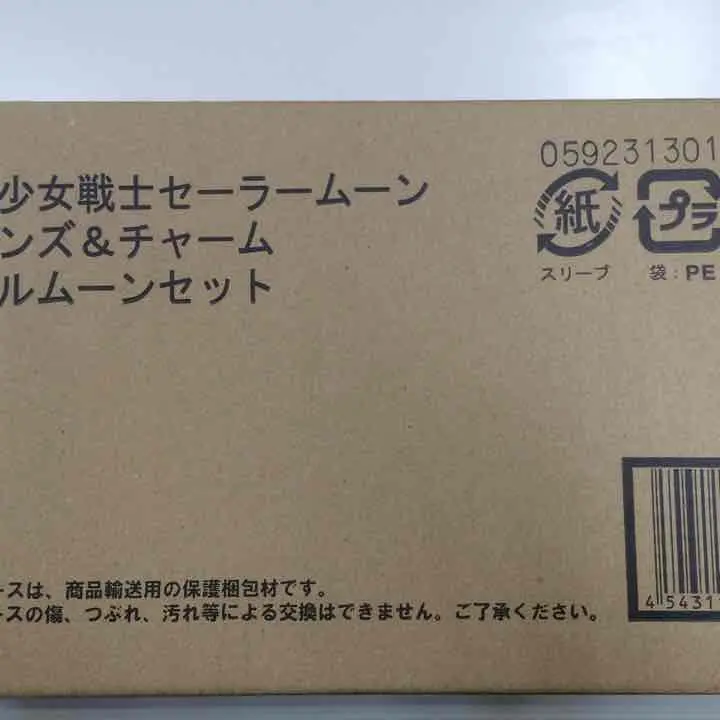 059231301
少女戦士セーラームーン
ンズ＆チャーム
ルムーンセット
紙
プラ
スリーブ
袋：PE
ースは、商品輸送用の保護梱包材です。
ースの傷、つぶれ、汚れ等による交換はできません。ご了承ください。
4 5431